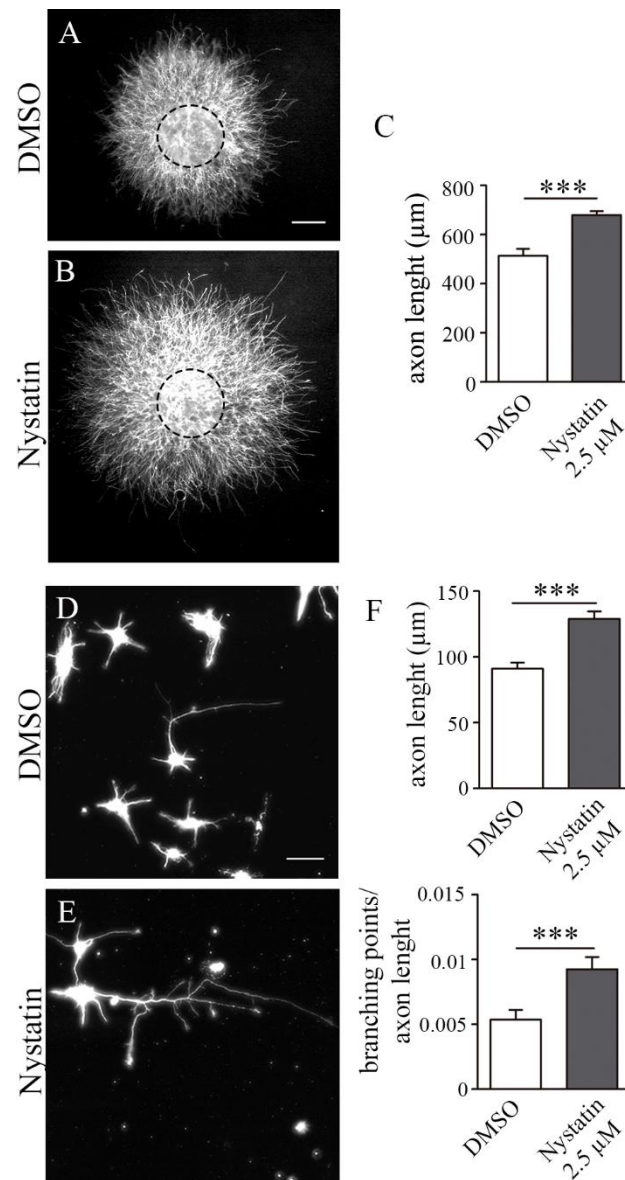 A
DMSO
B
Nystatin
C
axon lenght (µm)
800
600
400
200
0
***
DMSO
Nystatin
2.5 µM
D
DMSO
E
Nystatin
F
axon lenght (µm)
150
100
50
0
***
DMSO
Nystatin
2.5 µM
branching points/
axon lenght
0.015
0.01
0.005
0
***
DMSO
Nystatin
2.5 µM